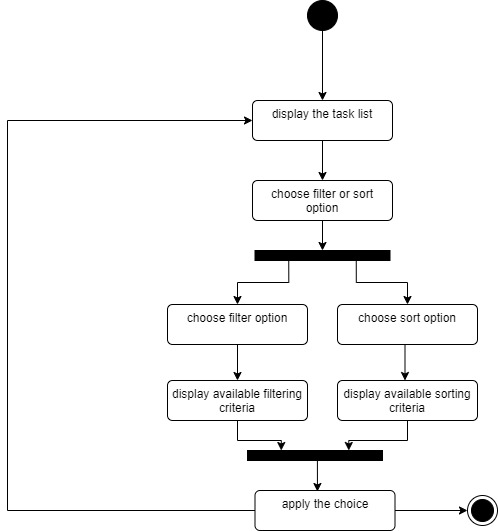 display the task list
choose filter or sort
option
choose filter option
choose sort option
display available filtering
criteria
display available sorting
criteria
apply the choice